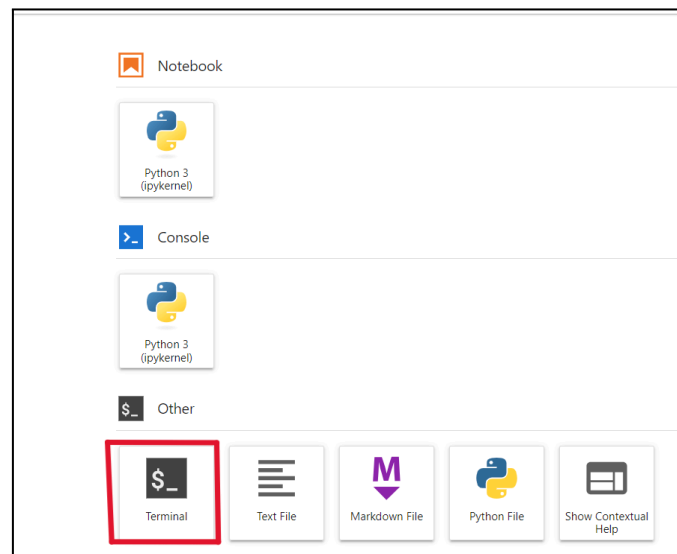 Notebook
Python 3
(ipykernel)
>_ Console
Python 3
(ipykernel)
$_ Other
$_
M
Terminal
Text File
Markdown File
Python File
Show Contextual
Help